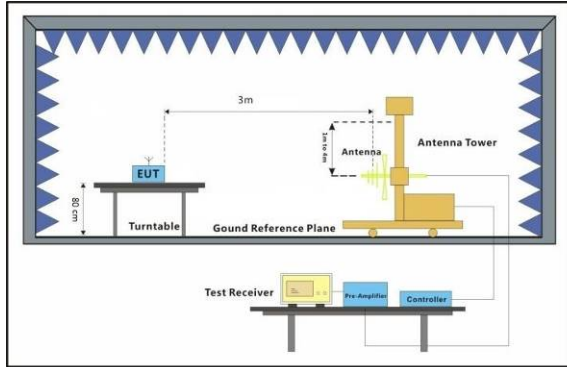 3m
1m to 4m
Antenna
Antenna Tower
EUT
80 cm
Turntable
Gound Reference Plane
Test Receiver
Pre-Amplifier
Controller